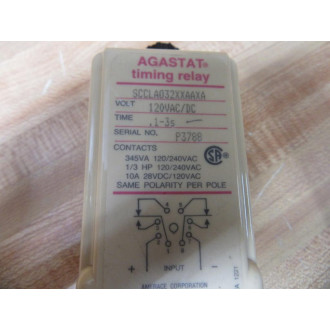 AGASTAT®
timing relay
SCCLA032XXAAXA
VOLT 120VAC/DC
TIME .1-3s
SERIAL NO. P3788
CONTACTS
345VA 120/240VAC
1/3 HP 120/240VAC
10A 28VDC/120VAC
SAME POLARITY PER POLE
+ INPUT -